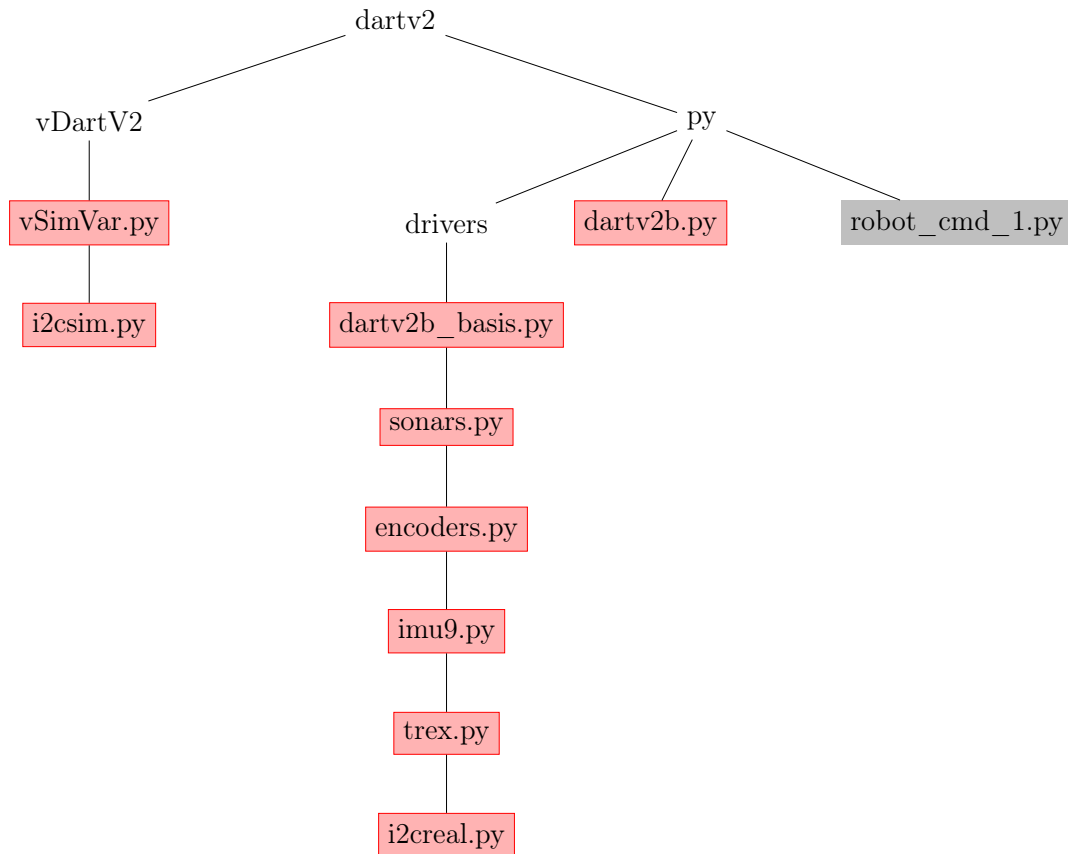 dartv2
vDartV2
py
vSimVar.py
drivers
dartv2b.py
robot_cmd_1.py
i2csim.py
dartv2b_basis.py
sonars.py
encoders.py
imu9.py
trex.py
i2creal.py